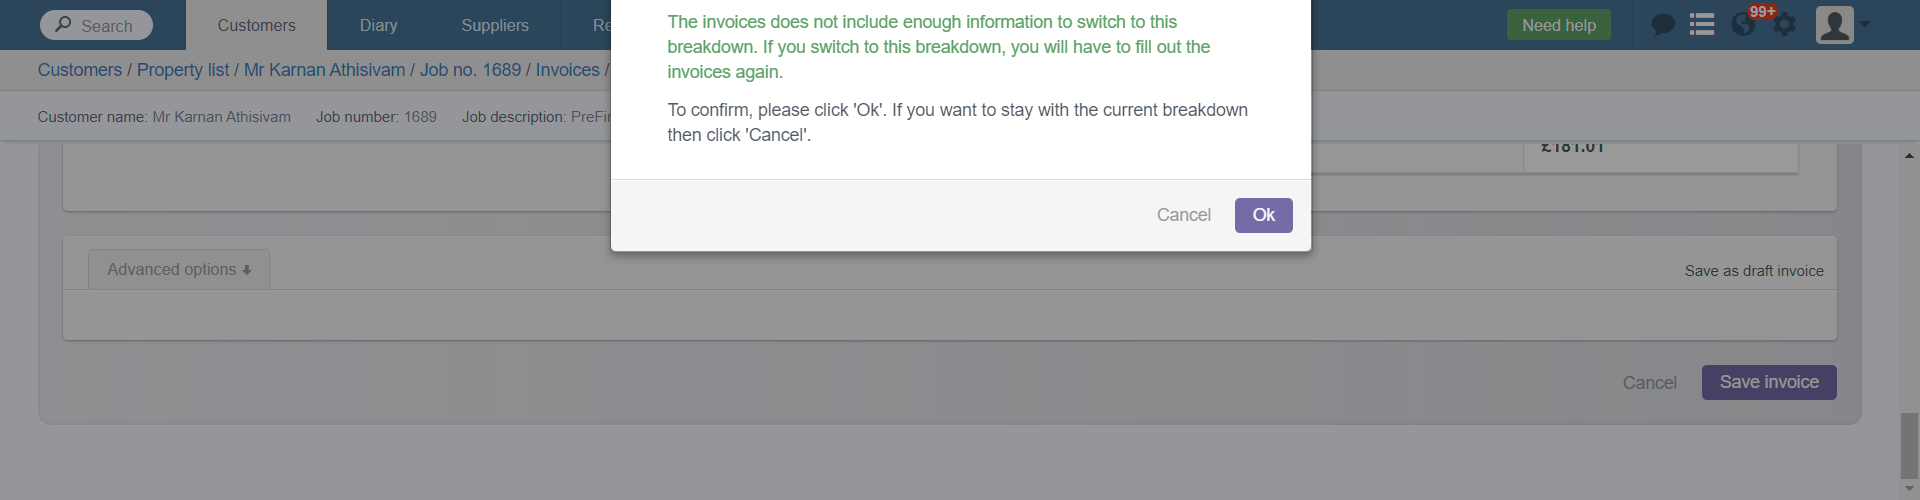 Search
Customers
Diary
Suppliers
Re
Need help
99+
Customers / Property list / Mr Karnan Athisivam / Job no. 1689 / Invoices /
Customer name: Mr Karnan Athisivam Job number: 1689 Job description: PreFi
The invoices does not include enough information to switch to this
breakdown. If you switch to this breakdown, you will have to fill out the
invoices again.
To confirm, please click 'Ok'. If you want to stay with the current breakdown
then click 'Cancel'.
£181.01
Cancel
Ok
Advanced options
Save as draft invoice
Cancel
Save invoice